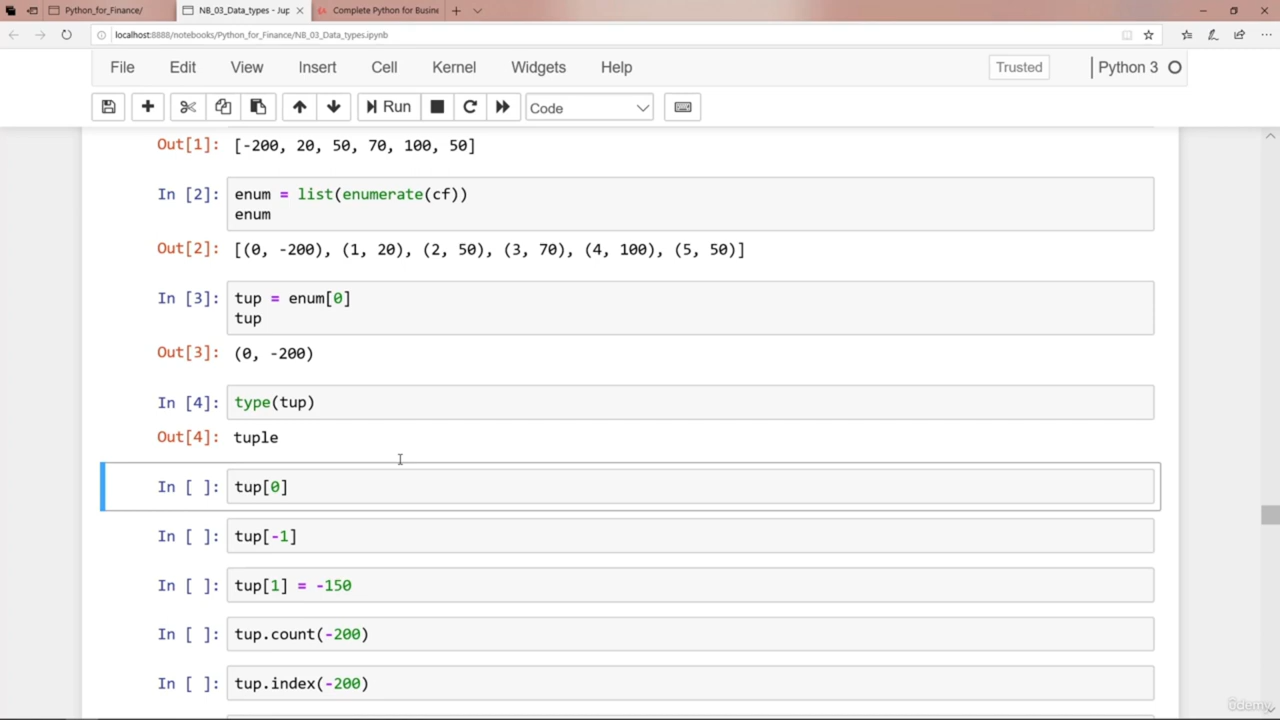 Python_for_Finance/
NB_03_Data_types - Jup
Complete Python for Busine
localhost:8888/notebooks/Python_for_Finance/NB_03_Data_types.ipynb
File Edit View Insert Cell Kernel Widgets Help Trusted Python 3
Run Code
Out[1]: [-200, 20, 50, 70, 100, 50]
In [2]: enum = list(enumerate(cf))
enum
Out[2]: [(0, -200), (1, 20), (2, 50), (3, 70), (4, 100), (5, 50)]
In [3]: tup = enum[0]
tup
Out[3]: (0, -200)
In [4]: type(tup)
Out[4]: tuple
In [ ]: tup[0]
In [ ]: tup[-1]
In [ ]: tup[1] = -150
In [ ]: tup.count(-200)
In [ ]: tup.index(-200)
ûdemy